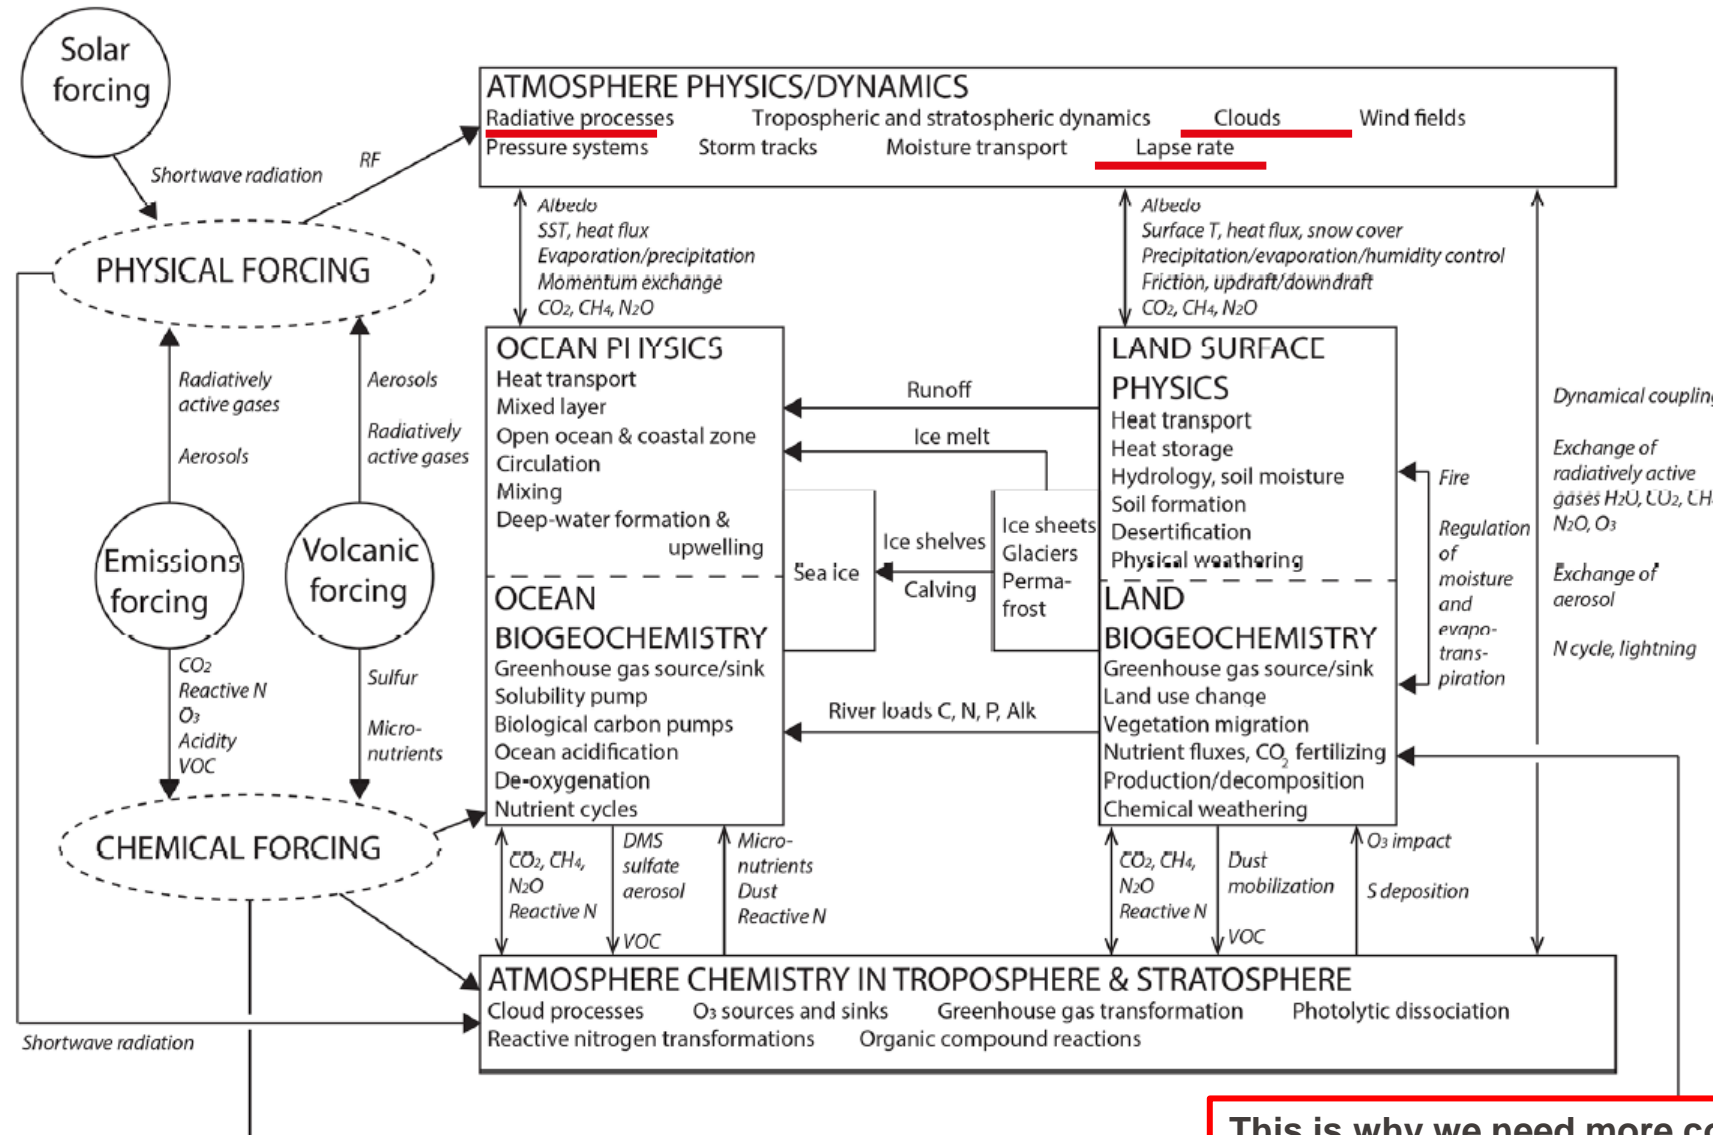 Solar
forcing
Shortwave radiation
RF
ATMOSPHERE PHYSICS/DYNAMICS
Radiative processes Tropospheric and stratospheric dynamics Clouds Wind fields
Pressure systems Storm tracks Moisture transport Lapse rate
PHYSICAL FORCING
Albedo
SST, heat flux
Evaporation/precipitation
Momentum exchange
CO2, CH4, N2O
Albedo
Surface T, heat flux, snow cover
Precipitation/evaporation/humidity control
Friction, updraft/downdraft
CO2, CH4, N2O
Radiatively
active gases
Aerosols
Aerosols
Radiatively
active gases
Emissions
forcing
Volcanic
forcing
CO2
Reactive N
O3
Acidity
VOC
Sulfur
Micro-
nutrients
CHEMICAL FORCING
OCEAN PHYSICS
Heat transport
Mixed layer
Open ocean & coastal zone
Circulation
Mixing
Deep-water formation &
upwelling
OCEAN
BIOGEOCHEMISTRY
Greenhouse gas source/sink
Solubility pump
Biological carbon pumps
Ocean acidification
De-oxygenation
Nutrient cycles
Runoff
Ice melt
Sea ice
Ice shelves
Calving
Ice sheets
Glaciers
Perma-
frost
River loads C, N, P, Alk
LAND SURFACE
PHYSICS
Heat transport
Heat storage
Hydrology, soil moisture
Soil formation
Desertification
Physical weathering
LAND
BIOGEOCHEMISTRY
Greenhouse gas source/sink
Land use change
Vegetation migration
Nutrient fluxes, CO2 fertilizing
Production/decomposition
Chemical weathering
Fire
Regulation
of
moisture
and
evapo-
trans-
piration
Dynamical coupling
Exchange of
radiatively active
gases H2O, CO2, CH4
N2O, O3
Exchange of
aerosol
N cycle, lightning
CO2, CH4,
N2O
Reactive N
DMS
sulfate
aerosol
VOC
Micro-
nutrients
Dust
Reactive N
CO2, CH4,
N2O
Reactive N
Dust
mobilization
VOC
O3 impact
S deposition
ATMOSPHERE CHEMISTRY IN TROPOSPHERE & STRATOSPHERE
Cloud processes O3 sources and sinks Greenhouse gas transformation Photolytic dissociation
Reactive nitrogen transformations Organic compound reactions
Shortwave radiation
This is why we need more